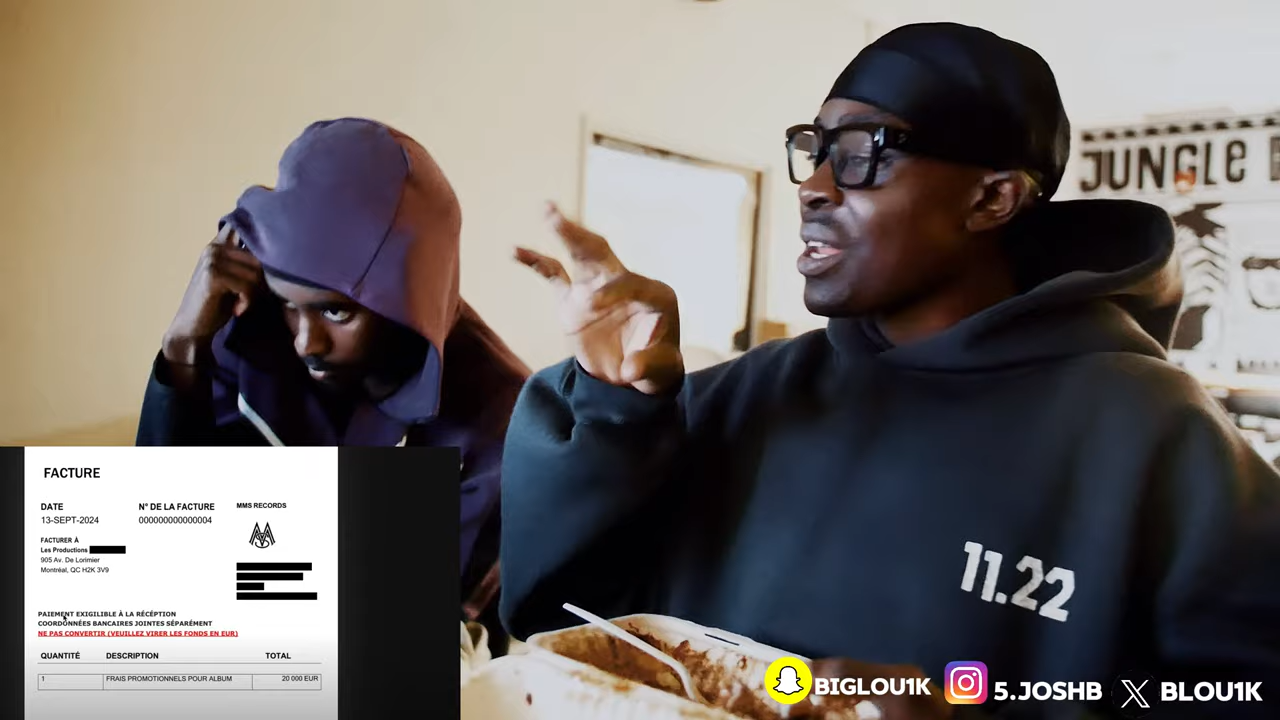 JUNGLE
11.22
FACTURE
DATE
13-SEPT-2024
N° DE LA FACTURE
000000000000004
MMS RECORDS
FACTURER À
Les Productions
905 Av. De Lorimier
Montréal, QC H2K 3V9
PAIEMENT EXIGILIBLE À LA RÉCÉPTION
COORDONNÉES BANCAIRES JOINTES SÉPARÉMENT
NE PAS CONVERTIR (VEUILLEZ VIRER LES FONDS EN EUR)
QUANTITÉ DESCRIPTION TOTAL
1 FRAIS PROMOTIONNELS POUR ALBUM 20 000 EUR
BIGLOU1K 5.JOSHB BLOU1K